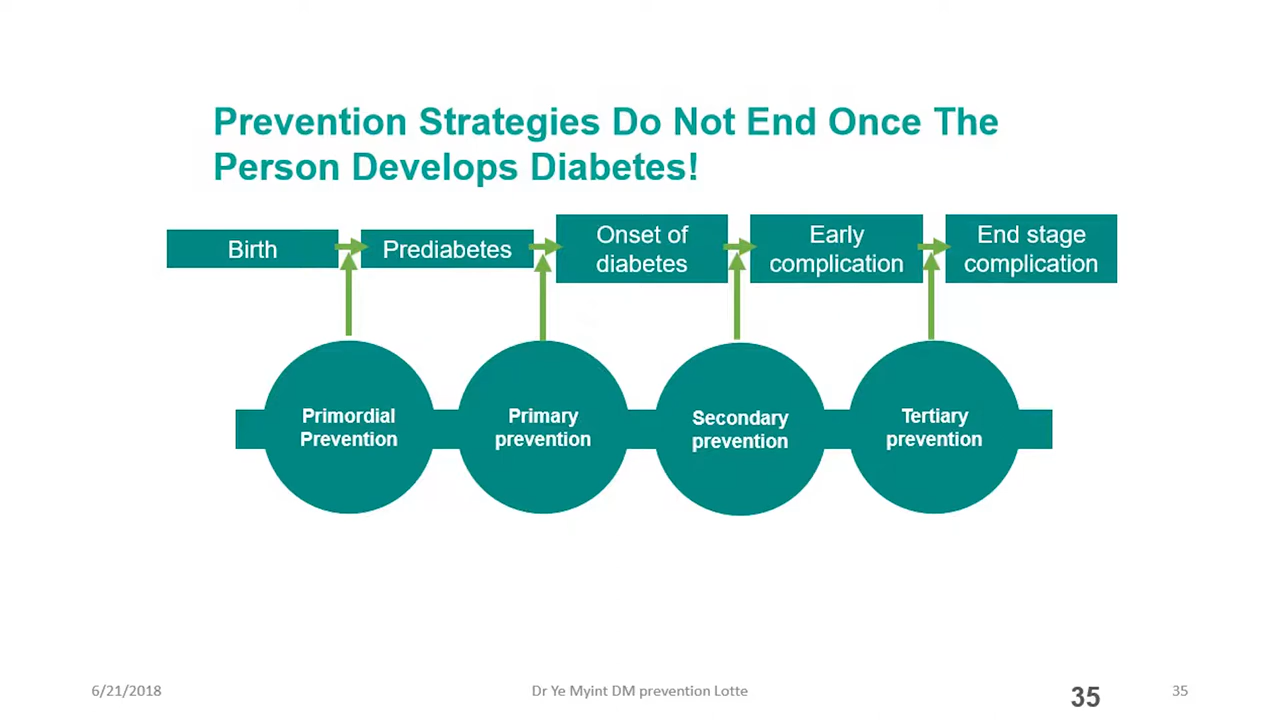 Prevention Strategies Do Not End Once The
Person Develops Diabetes!
Birth
Prediabetes
Onset of
diabetes
Early
complication
End stage
complication
Primordial
Prevention
Primary
prevention
Secondary
prevention
Tertiary
prevention
6/21/2018
Dr Ye Myint DM prevention Lotte
35
35